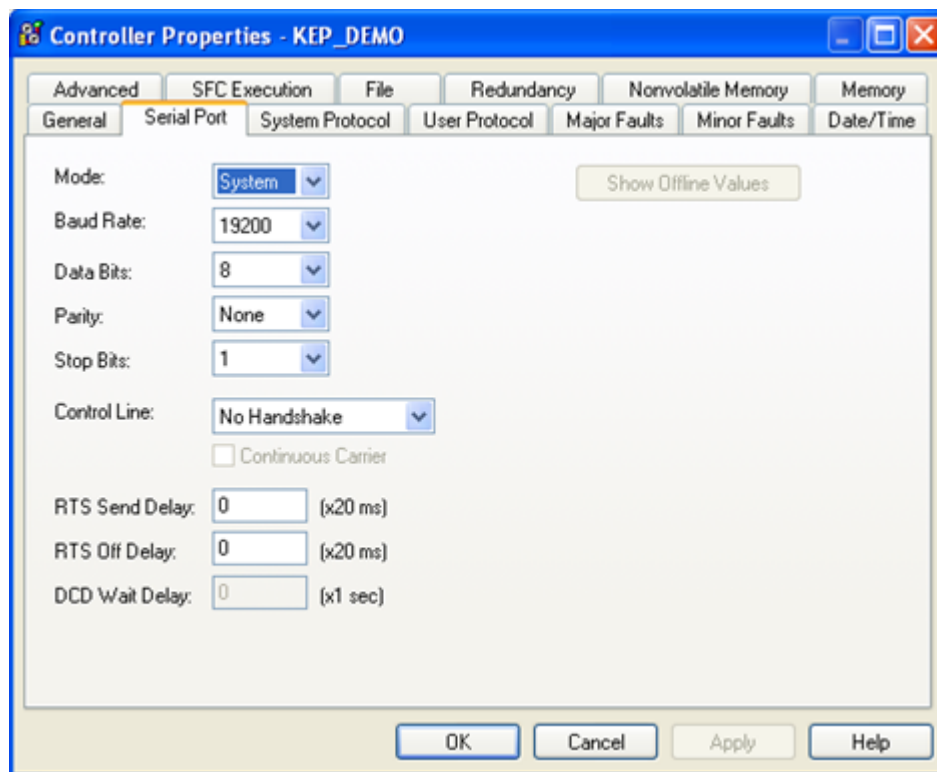 Controller Properties - KEP_DEMO
Advanced SFC Execution File Redundancy Nonvolatile Memory Memory
General Serial Port System Protocol User Protocol Major Faults Minor Faults Date/Time
Mode: System Show Offline Values
Baud Rate: 19200
Data Bits: 8
Parity: None
Stop Bits: 1
Control Line: No Handshake
Continuous Carrier
RTS Send Delay: 0 (x20 ms)
RTS Off Delay: 0 (x20 ms)
DCD Wait Delay: 0 (x1 sec)
OK Cancel Apply Help